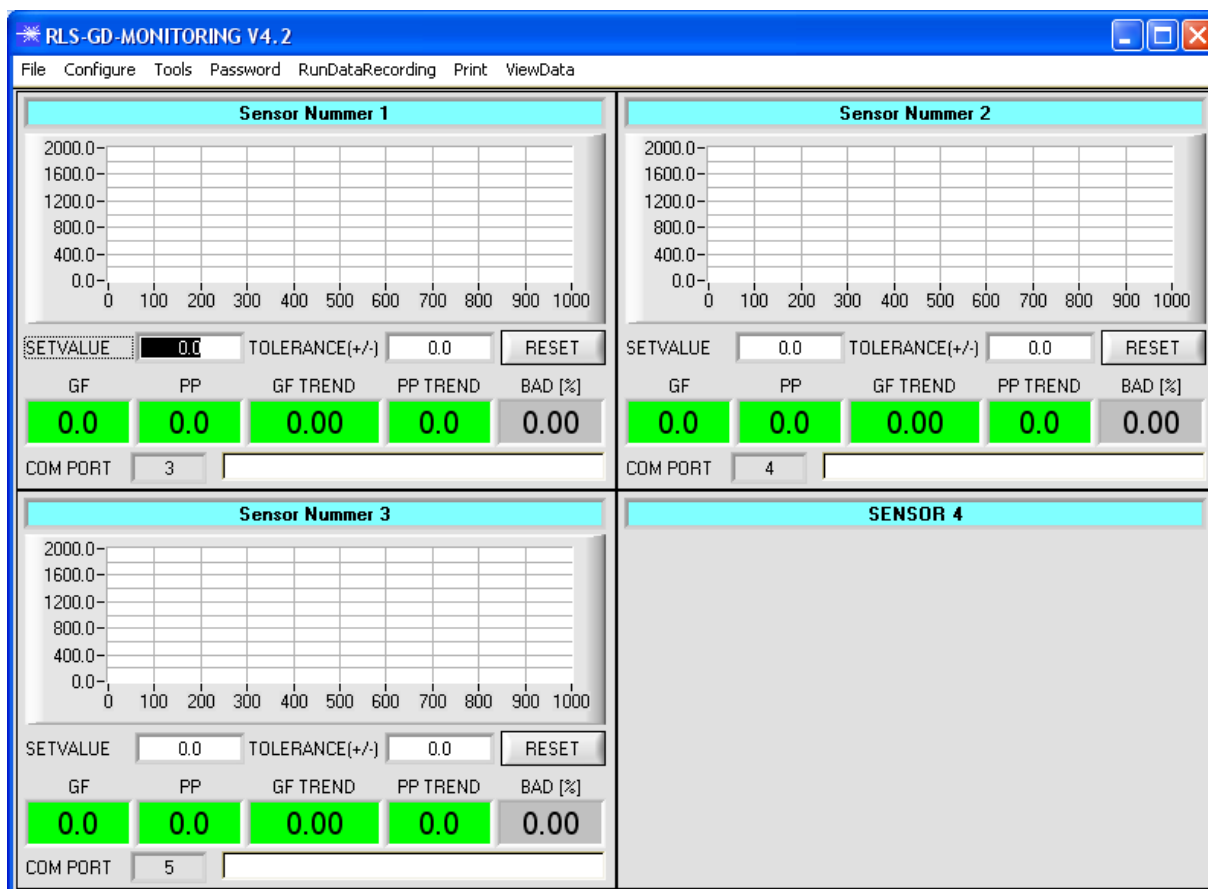 RLS-GD-MONITORING V4.2
File Configure Tools Password RunDataRecording Print ViewData
Sensor Nummer 1
2000.0
1600.0
1200.0
800.0
400.0
0.0
0 100 200 300 400 500 600 700 800 900 1000
SETVALUE 0.0 TOLERANCE(+/-) 0.0 RESET
GF PP GF TREND PP TREND BAD [%]
0.0 0.0 0.00 0.0 0.00
COM PORT 3
Sensor Nummer 2
2000.0
1600.0
1200.0
800.0
400.0
0.0
0 100 200 300 400 500 600 700 800 900 1000
SETVALUE 0.0 TOLERANCE(+/-) 0.0 RESET
GF PP GF TREND PP TREND BAD [%]
0.0 0.0 0.00 0.0 0.00
COM PORT 4
Sensor Nummer 3
2000.0
1600.0
1200.0
800.0
400.0
0.0
0 100 200 300 400 500 600 700 800 900 1000
SETVALUE 0.0 TOLERANCE(+/-) 0.0 RESET
GF PP GF TREND PP TREND BAD [%]
0.0 0.0 0.00 0.0 0.00
COM PORT 5
SENSOR 4